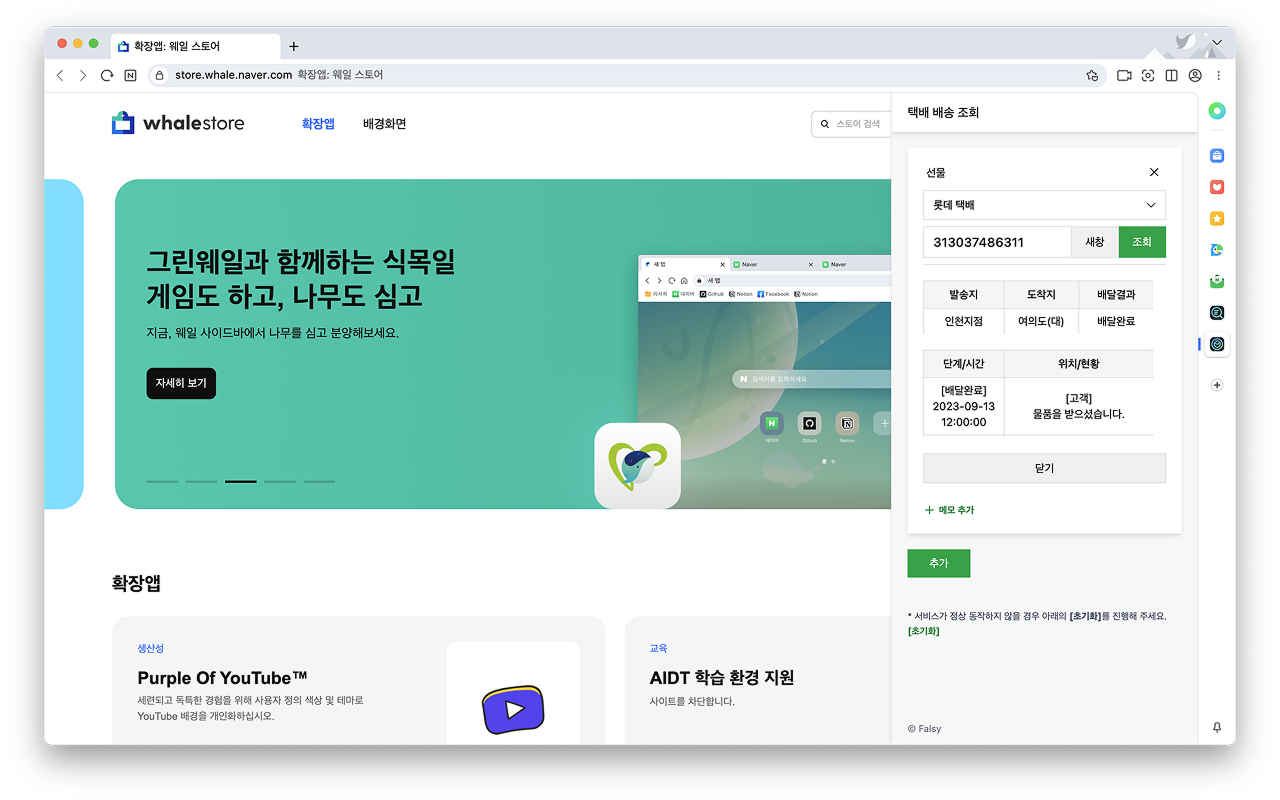 확장앱: 웨일 스토어
store.whale.naver.com 확장앱: 웨일 스토어
whalestore
확장앱
배경화면
스토어 검색
그린웨일과 함께하는 식목일
게임도 하고, 나무도 심고
지금, 웨일 사이드바에서 나무를 심고 분양해보세요.
자세히 보기
새 탭
Naver
Naver
새 탭
리서치
네이버
Github
Notion
Facebook
Notion
검색어를 입력하세요
네이버
Github
Notion
확장앱
생산성
Purple Of YouTube™
세련되고 독특한 경험을 위해 사용자 정의 색상 및 테마로
YouTube 배경을 개인화하십시오.
교육
AIDT 학습 환경 지원
사이트를 차단합니다.
택배 배송 조회
선물
롯데 택배
313037486311
새창
조회
발송지 도착지 배달결과
인천지점 여의도(대) 배달완료
단계/시간 위치/현황
[배달완료]
2023-09-13
12:00:00
[고객]
물품을 받으셨습니다.
닫기
+ 메모 추가
추가
* 서비스가 정상 동작하지 않을 경우 아래의 [초기화]를 진행해 주세요.
[초기화]
© Falsy